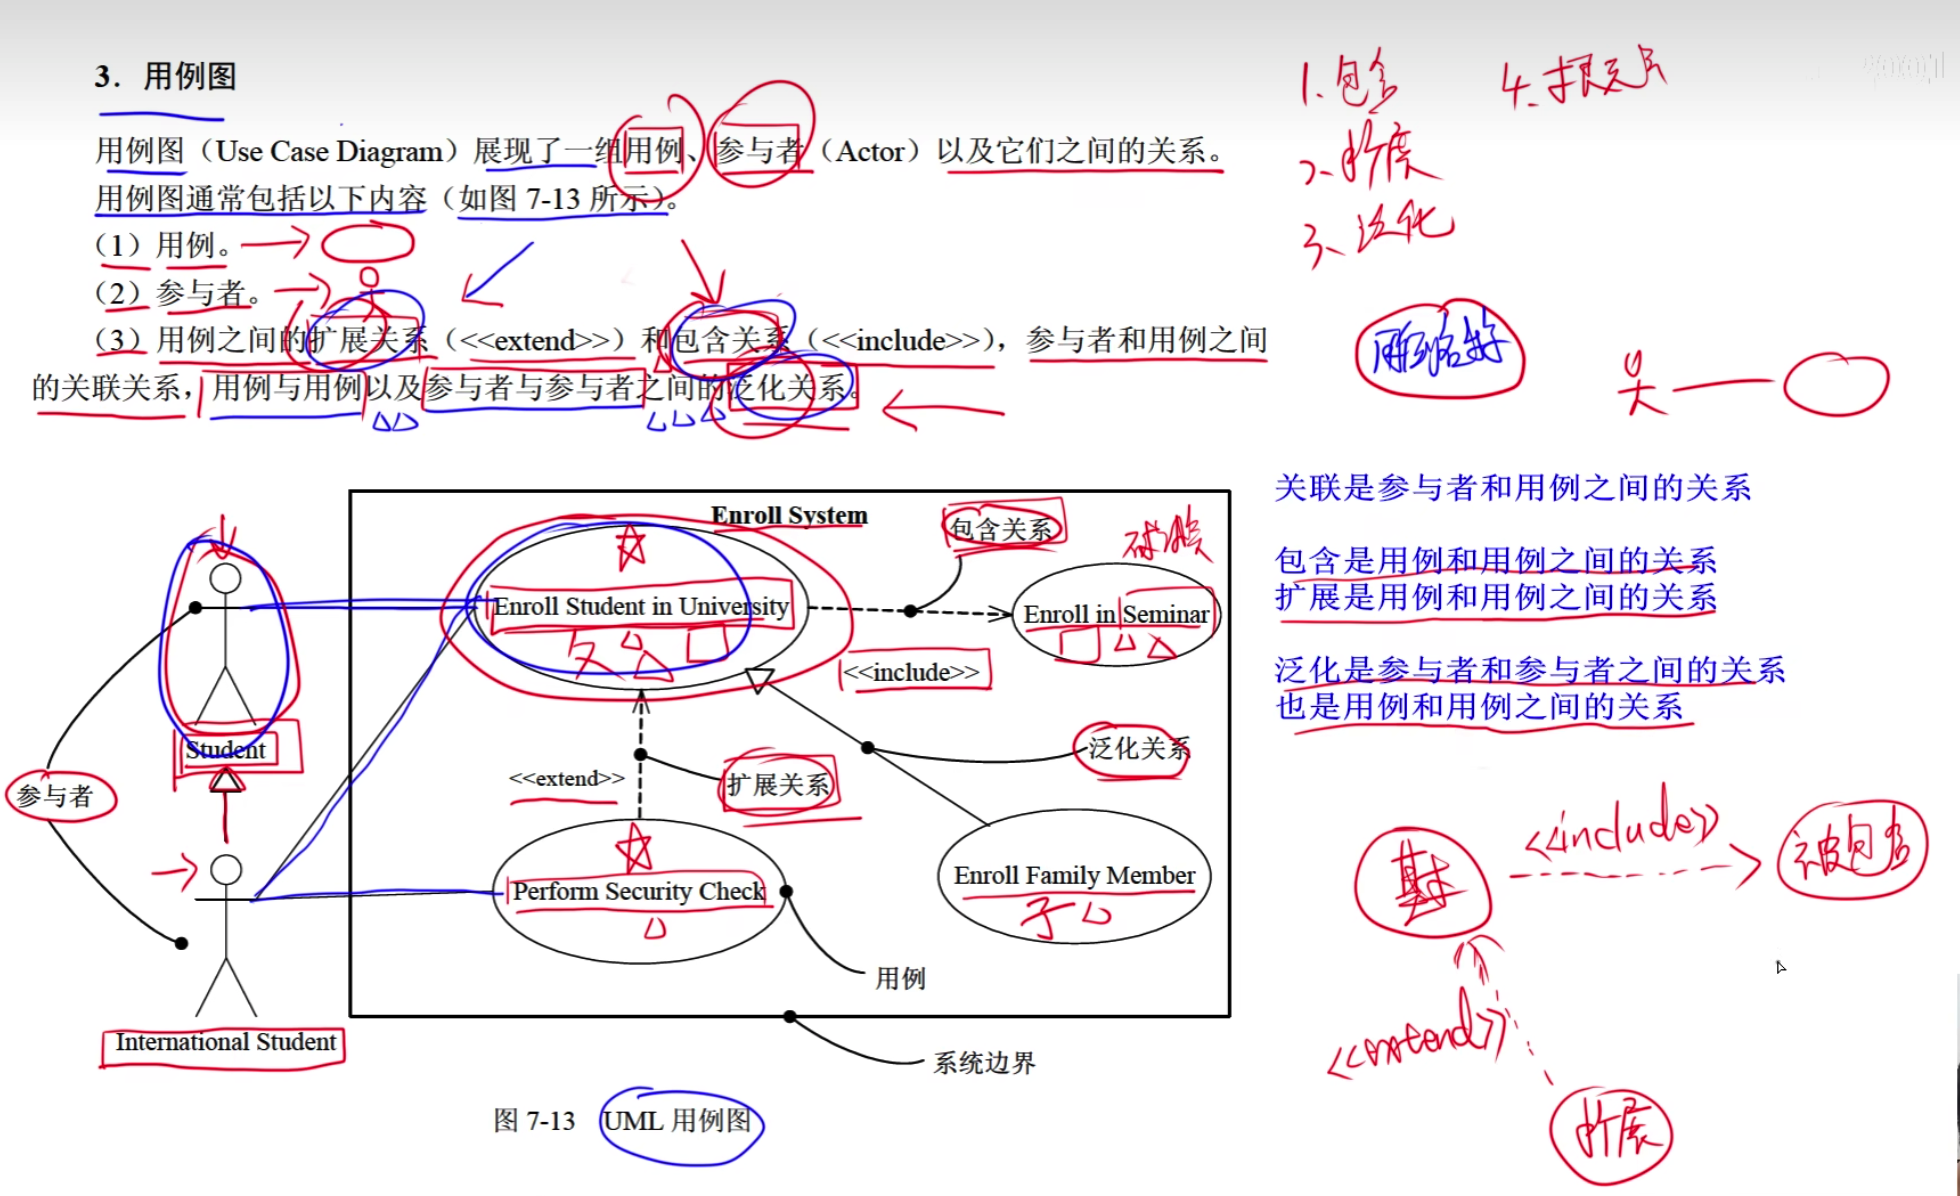 3. 用例图
用例图（Use Case Diagram）展现了一组用例、参与者（Actor）以及它们之间的关系。
用例图通常包括以下内容（如图 7-13 所示）。
（1）用例。
（2）参与者。
（3）用例之间的扩展关系（<<extend>>）和包含关系（<<include>>），参与者和用例之间
的关联关系，用例与用例以及参与者与参与者之间的泛化关系。
1. 包含
2、扩展
3、泛化
4.
关联是参与者和用例之间的关系
包含是用例和用例之间的关系
扩展是用例和用例之间的关系
泛化是参与者和参与者之间的关系
也是用例和用例之间的关系
Enroll System
包含关系
Enroll Student in University
父
Enroll in Seminar
<<include>>
Student
泛化关系
<<extend>>
扩展关系
参与者
Perform Security Check
Enroll Family Member
子
用例
International Student
系统边界
图 7-13 UML 用例图
基本
<<include>>
被包含
<<extend>>
扩展